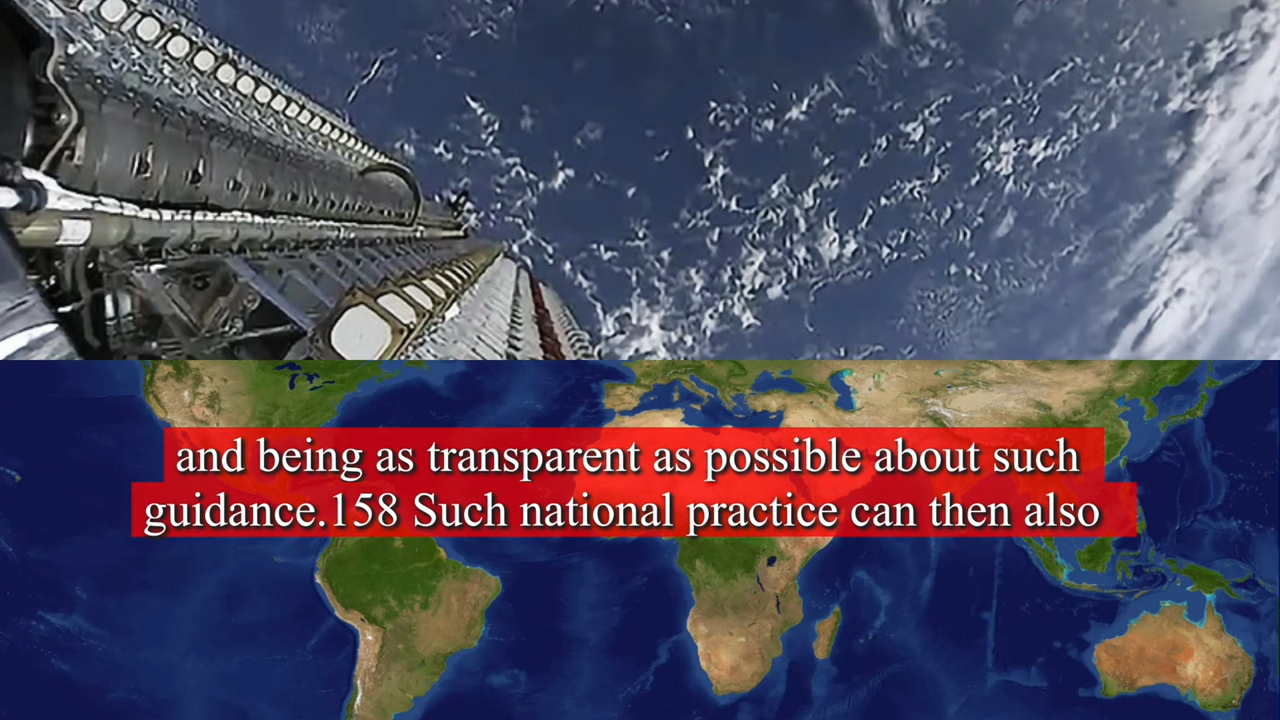 and being as transparent as possible about such
guidance.158 Such national practice can then also